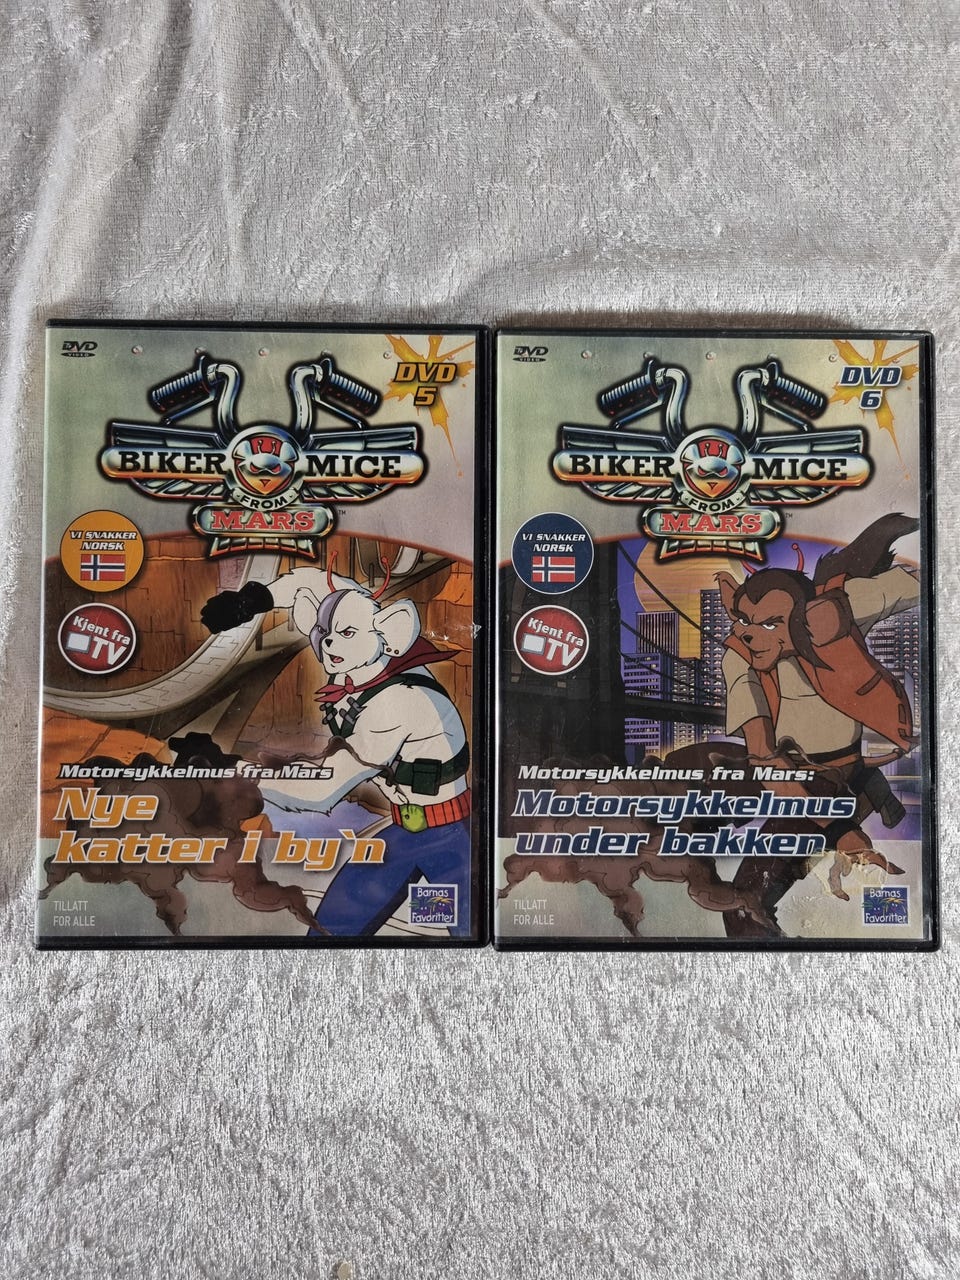 DVD
VIDEO
DVD
5
BIKER MICE
FROM
MARS
TM
VI SNAKKER
NORSK
Kjent fra
TV
Motorsykkelmus fra Mars
Nye
katter i by`n
TILLATT
FOR ALLE
Barnas
Favoritter
DVD
VIDEO
DVD
6
BIKER MICE
FROM
MARS
TM
VI SNAKKER
NORSK
Kjent fra
TV
Motorsykkelmus fra Mars:
Motorsykkelmus
under bakken
TILLATT
FOR ALLE
Barnas
Favoritter